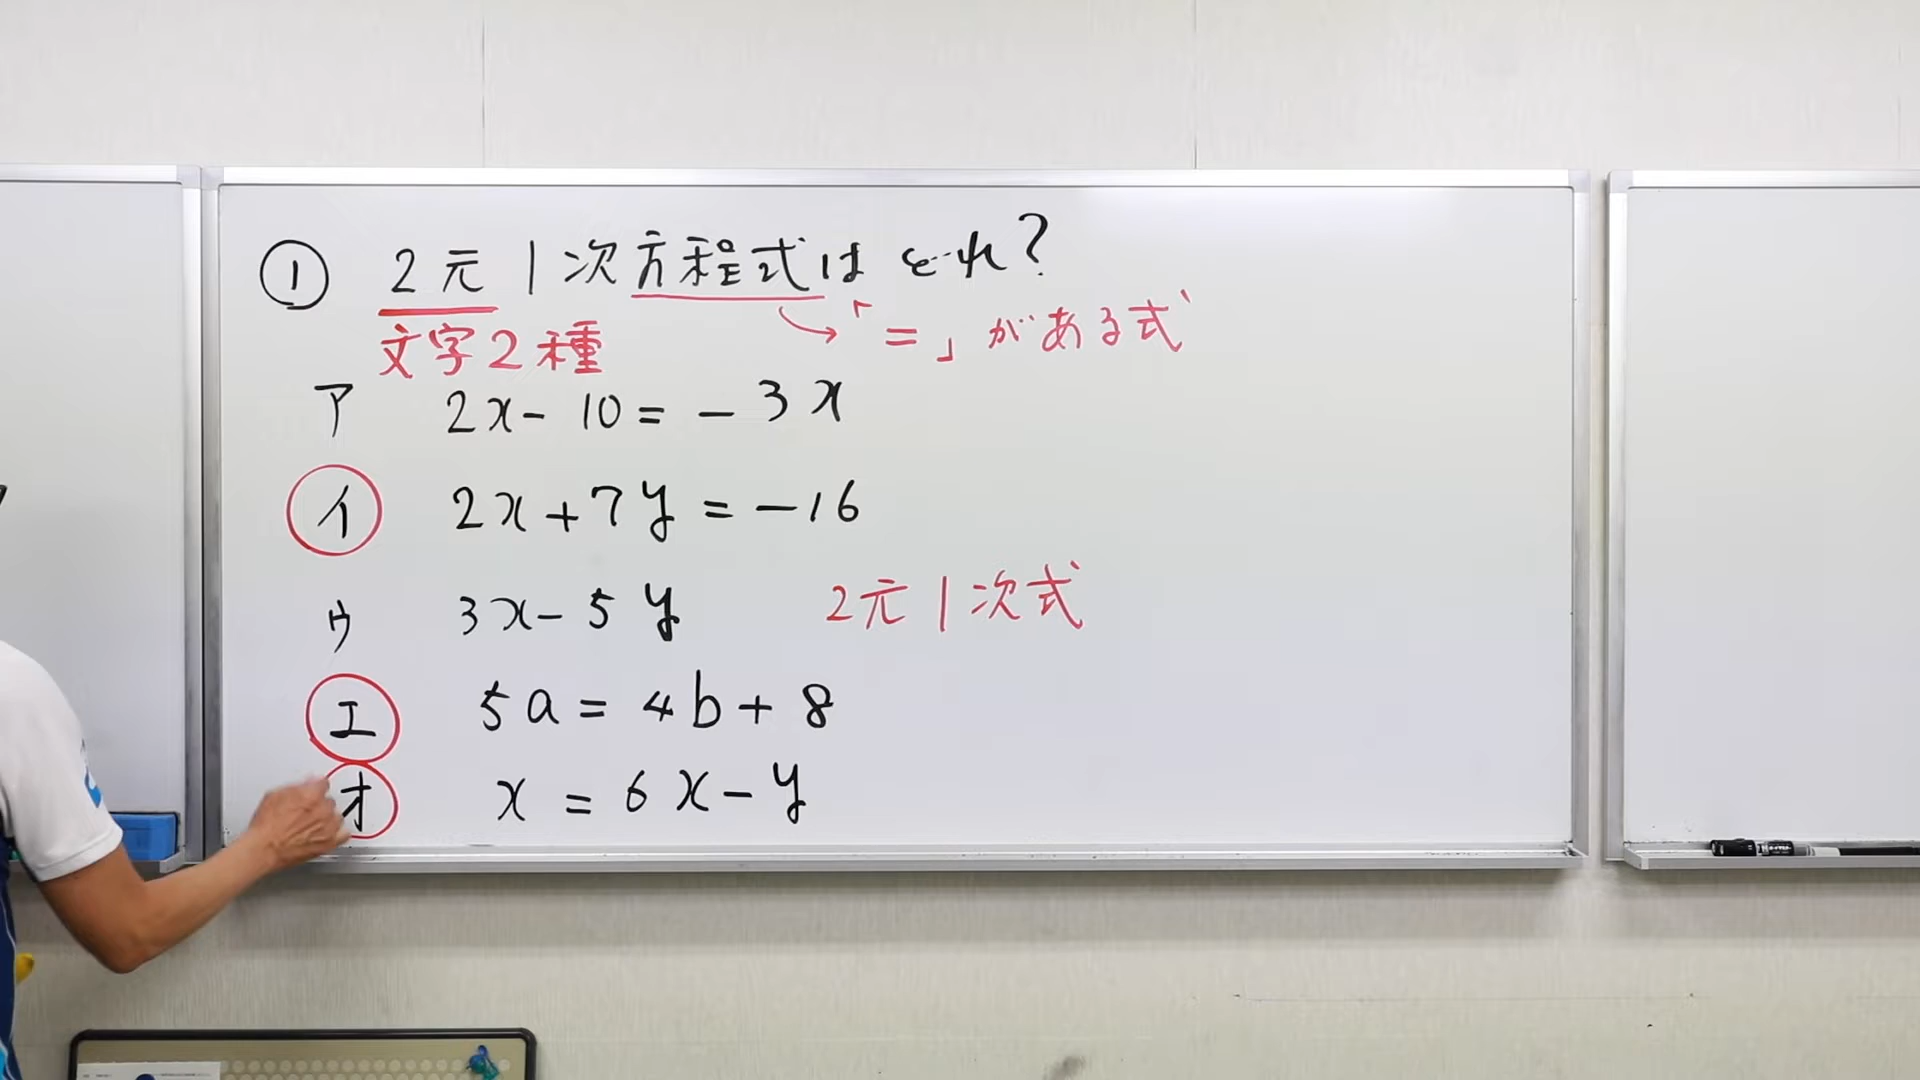 ① 2元1次方程式はどれ?
文字2種 「=」がある式
ア 2x-10=-3x
イ 2x+7y=-16
ウ 3x-5y 2元1次式
エ 5a=4b+8
オ x=6x-y